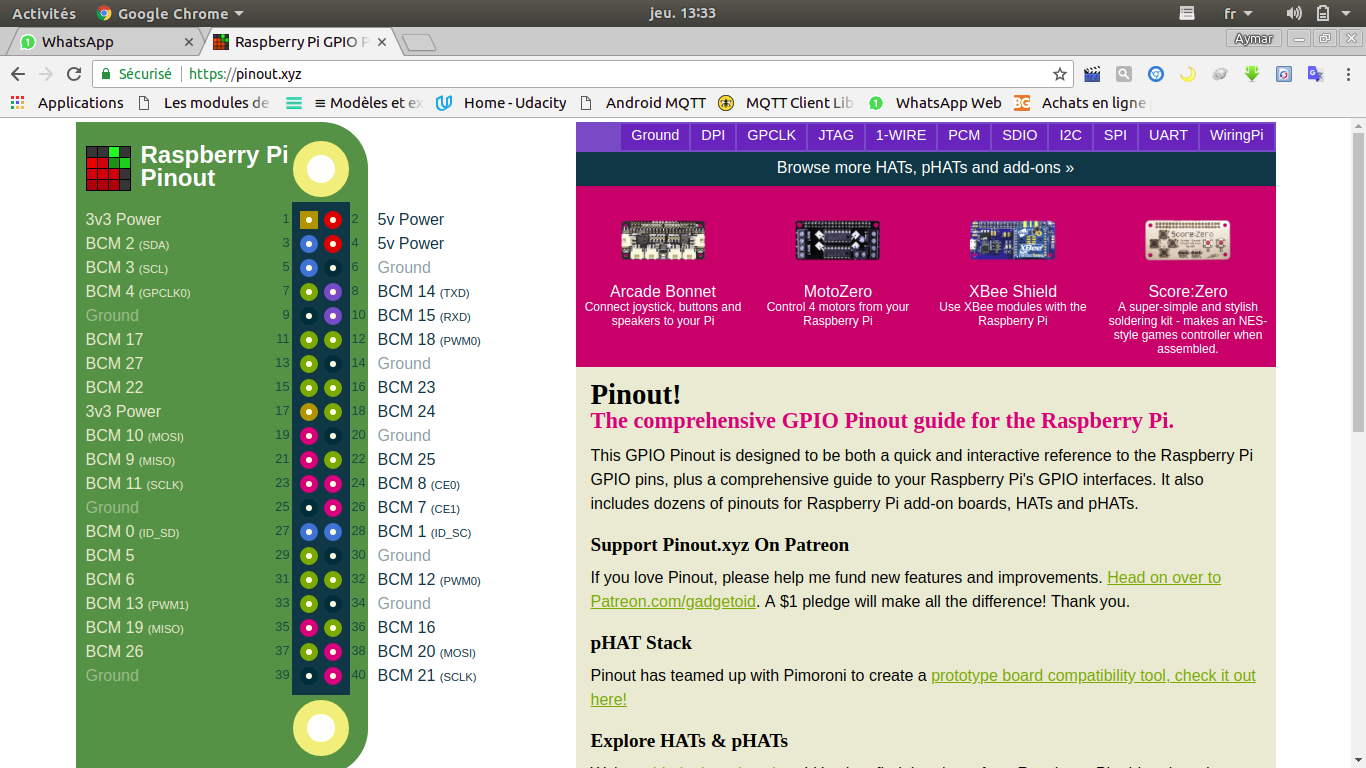 Activités Google Chrome jeu. 13:33 fr
WhatsApp Raspberry Pi GPIO P Aymar
Sécurisé https://pinout.xyz
Applications Les modules de ≡ Modèles et ex Home - Udacity Android MQTT MQTT Client Lib WhatsApp Web BG Achats en ligne
Raspberry Pi
Pinout
3v3 Power 1 2 5v Power
BCM 2 (SDA) 3 4 5v Power
BCM 3 (SCL) 5 6 Ground
BCM 4 (GPCLK0) 7 8 BCM 14 (TXD)
Ground 9 10 BCM 15 (RXD)
BCM 17 11 12 BCM 18 (PWM0)
BCM 27 13 14 Ground
BCM 22 15 16 BCM 23
3v3 Power 17 18 BCM 24
BCM 10 (MOSI) 19 20 Ground
BCM 9 (MISO) 21 22 BCM 25
BCM 11 (SCLK) 23 24 BCM 8 (CE0)
Ground 25 26 BCM 7 (CE1)
BCM 0 (ID_SD) 27 28 BCM 1 (ID_SC)
BCM 5 29 30 Ground
BCM 6 31 32 BCM 12 (PWM0)
BCM 13 (PWM1) 33 34 Ground
BCM 19 (MISO) 35 36 BCM 16
BCM 26 37 38 BCM 20 (MOSI)
Ground 39 40 BCM 21 (SCLK)
Ground DPI GPCLK JTAG 1-WIRE PCM SDIO I2C SPI UART WiringPi
Browse more HATs, pHATs and add-ons »
XBee Score:Zero
Arcade Bonnet
Connect joystick, buttons and
speakers to your Pi
MotoZero
Control 4 motors from your
Raspberry Pi
XBee Shield
Use XBee modules with the
Raspberry Pi
Score:Zero
A super-simple and stylish
soldering kit - makes an NES-
style games controller when
assembled.
Pinout!
The comprehensive GPIO Pinout guide for the Raspberry Pi.
This GPIO Pinout is designed to be both a quick and interactive reference to the Raspberry Pi
GPIO pins, plus a comprehensive guide to your Raspberry Pi's GPIO interfaces. It also
includes dozens of pinouts for Raspberry Pi add-on boards, HATs and pHATs.
Support Pinout.xyz On Patreon
If you love Pinout, please help me fund new features and improvements. Head on over to
Patreon.com/gadgetoid. A $1 pledge will make all the difference! Thank you.
pHAT Stack
Pinout has teamed up with Pimoroni to create a prototype board compatibility tool, check it out
here!
Explore HATs & pHATs